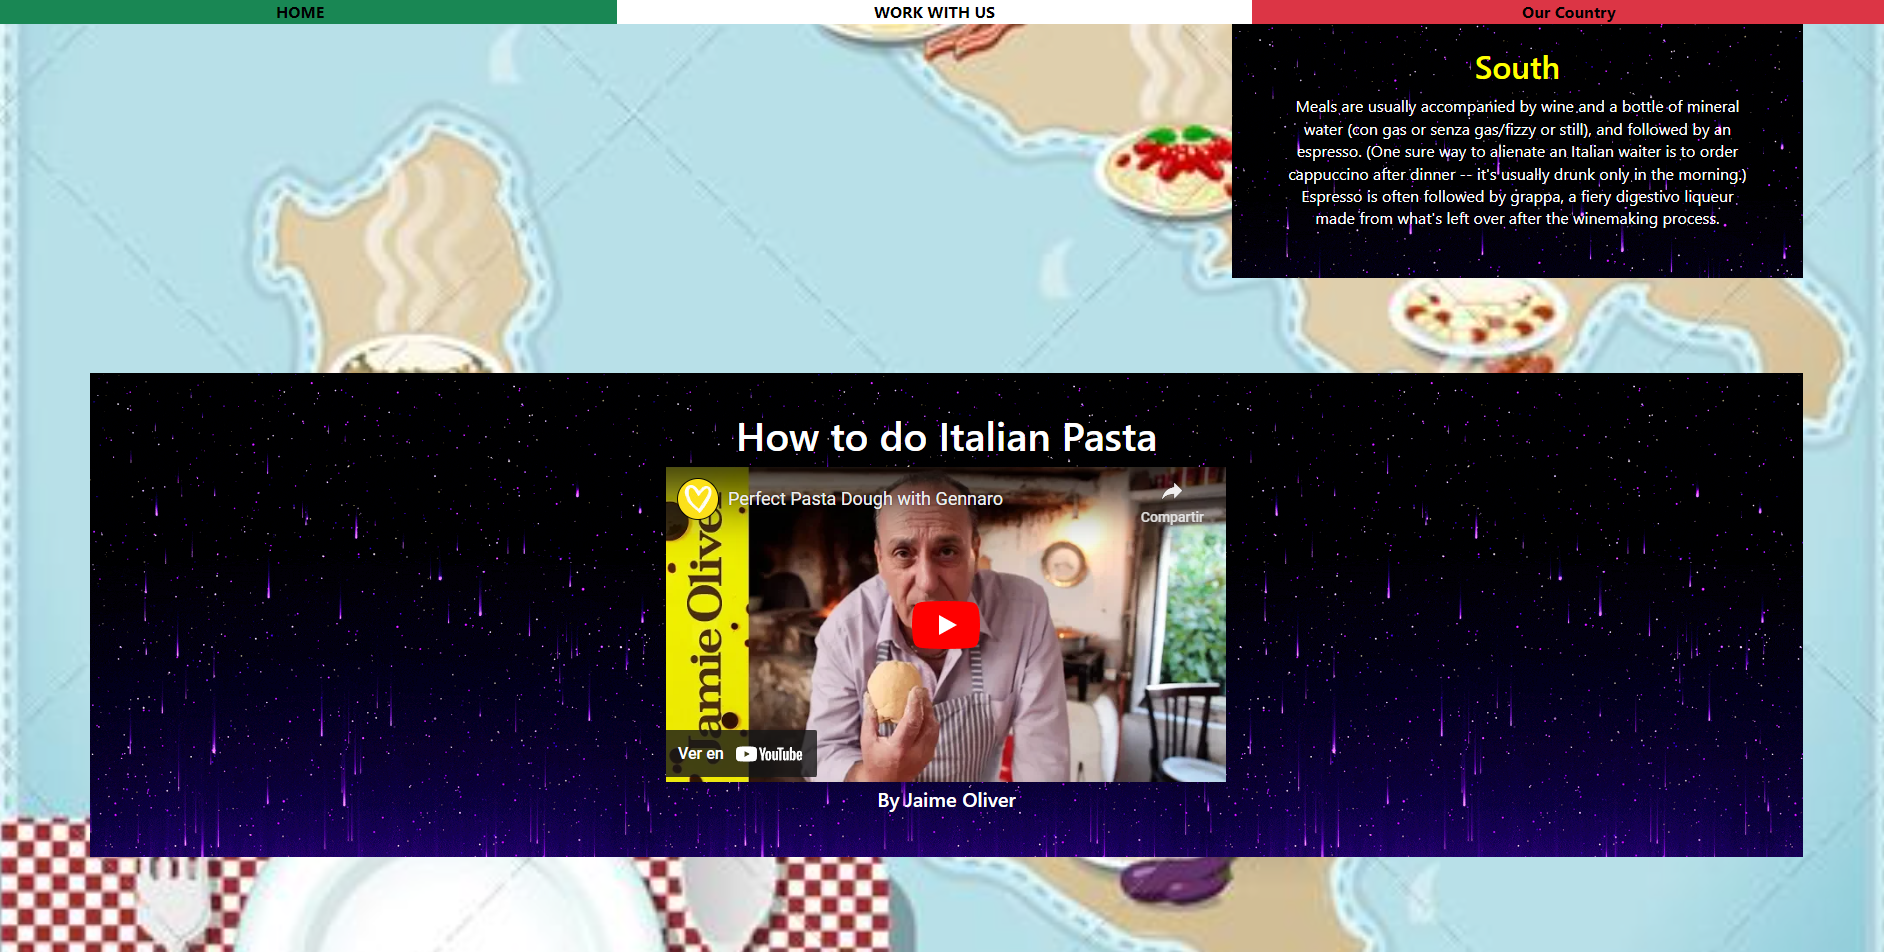 HOME
WORK WITH US
Our Country
South
Meals are usually accompanied by wine and a bottle of mineral
water (con gas or senza gas/fizzy or still), and followed by an
espresso. (One sure way to alienate an Italian waiter is to order
cappuccino after dinner -- it's usually drunk only in the morning.)
Espresso is often followed by grappa, a fiery digestivo liqueur
made from what's left over after the winemaking process.
How to do Italian Pasta
Perfect Pasta Dough with Gennaro
Compartir
Jamie Oliver
Ver en YouTube
By Jaime Oliver